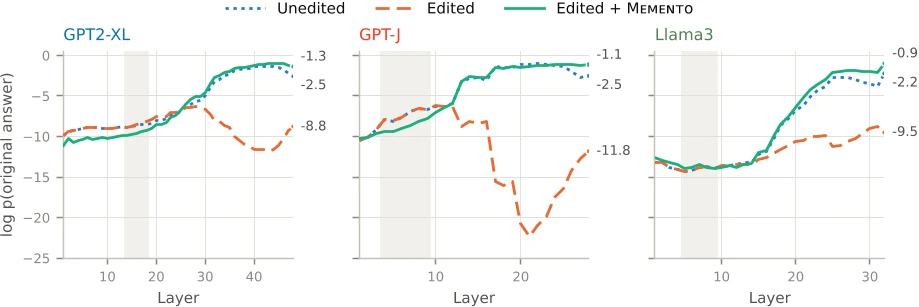 Unedited Edited Edited + Mᴇᴍᴇɴᴛᴏ
GPT2-XL
GPT-J
Llama3
log p(original answer)
0
−5
−10
−15
−20
−25
-1.3
-2.5
-8.8
10 20 30 40
Layer
-1.1
-2.5
-11.8
10 20
Layer
-0.9
-2.2
-9.5
10 20 30
Layer